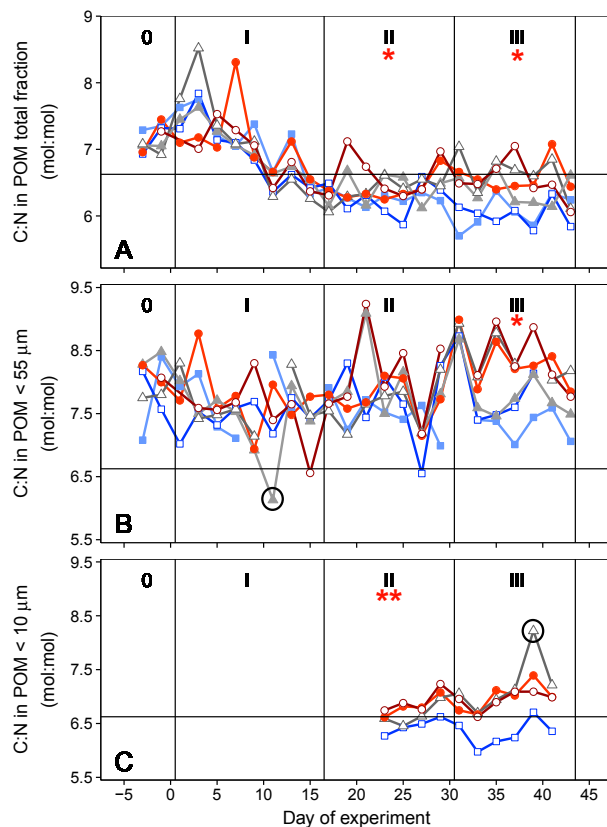 C:N in POM total fraction
(mol:mol)
9
8
7
6
0
I
II
III
*
*
A
C:N in POM < 55 µm
(mol:mol)
9.5
8.5
7.5
6.5
5.5
0
I
II
III
*
B
C:N in POM < 10 µm
(mol:mol)
9.5
8.5
7.5
6.5
5.5
0
I
II
III
**
C
−5 0 5 10 15 20 25 30 35 40 45
Day of experiment